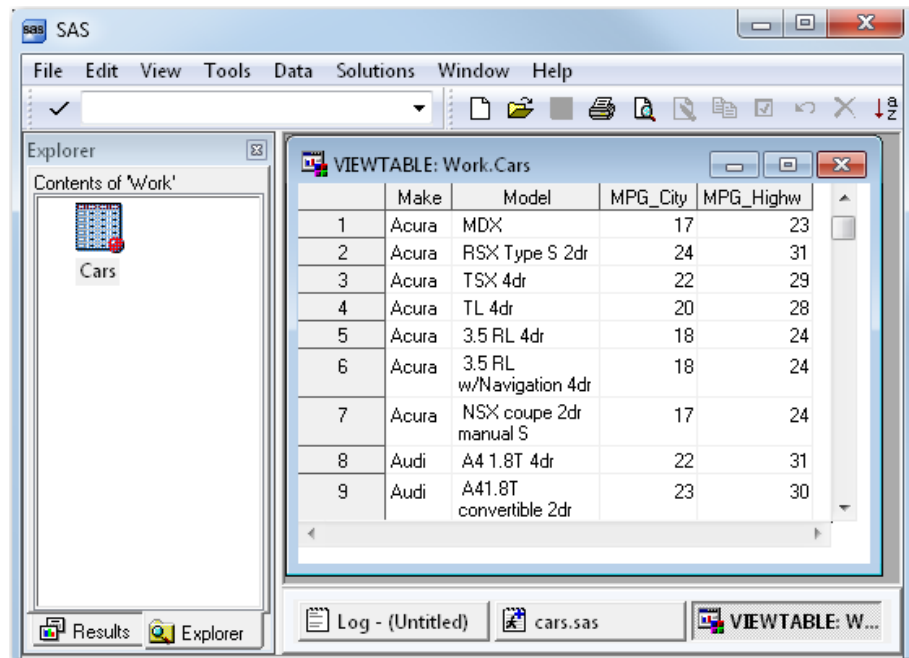 sas SAS
File Edit View Tools Data Solutions Window Help
Explorer
Contents of 'Work'
Cars
Results Explorer
VIEWTABLE: Work.Cars
Make Model MPG_City MPG_Highw
1 Acura MDX 17 23
2 Acura RSX Type S 2dr 24 31
3 Acura TSX 4dr 22 29
4 Acura TL 4dr 20 28
5 Acura 3.5 RL 4dr 18 24
6 Acura 3.5 RL 18 24
w/Navigation 4dr
7 Acura NSX coupe 2dr 17 24
manual S
8 Audi A4 1.8T 4dr 22 31
9 Audi A41.8T 23 30
convertible 2dr
Log - (Untitled) cars.sas VIEWTABLE: W...